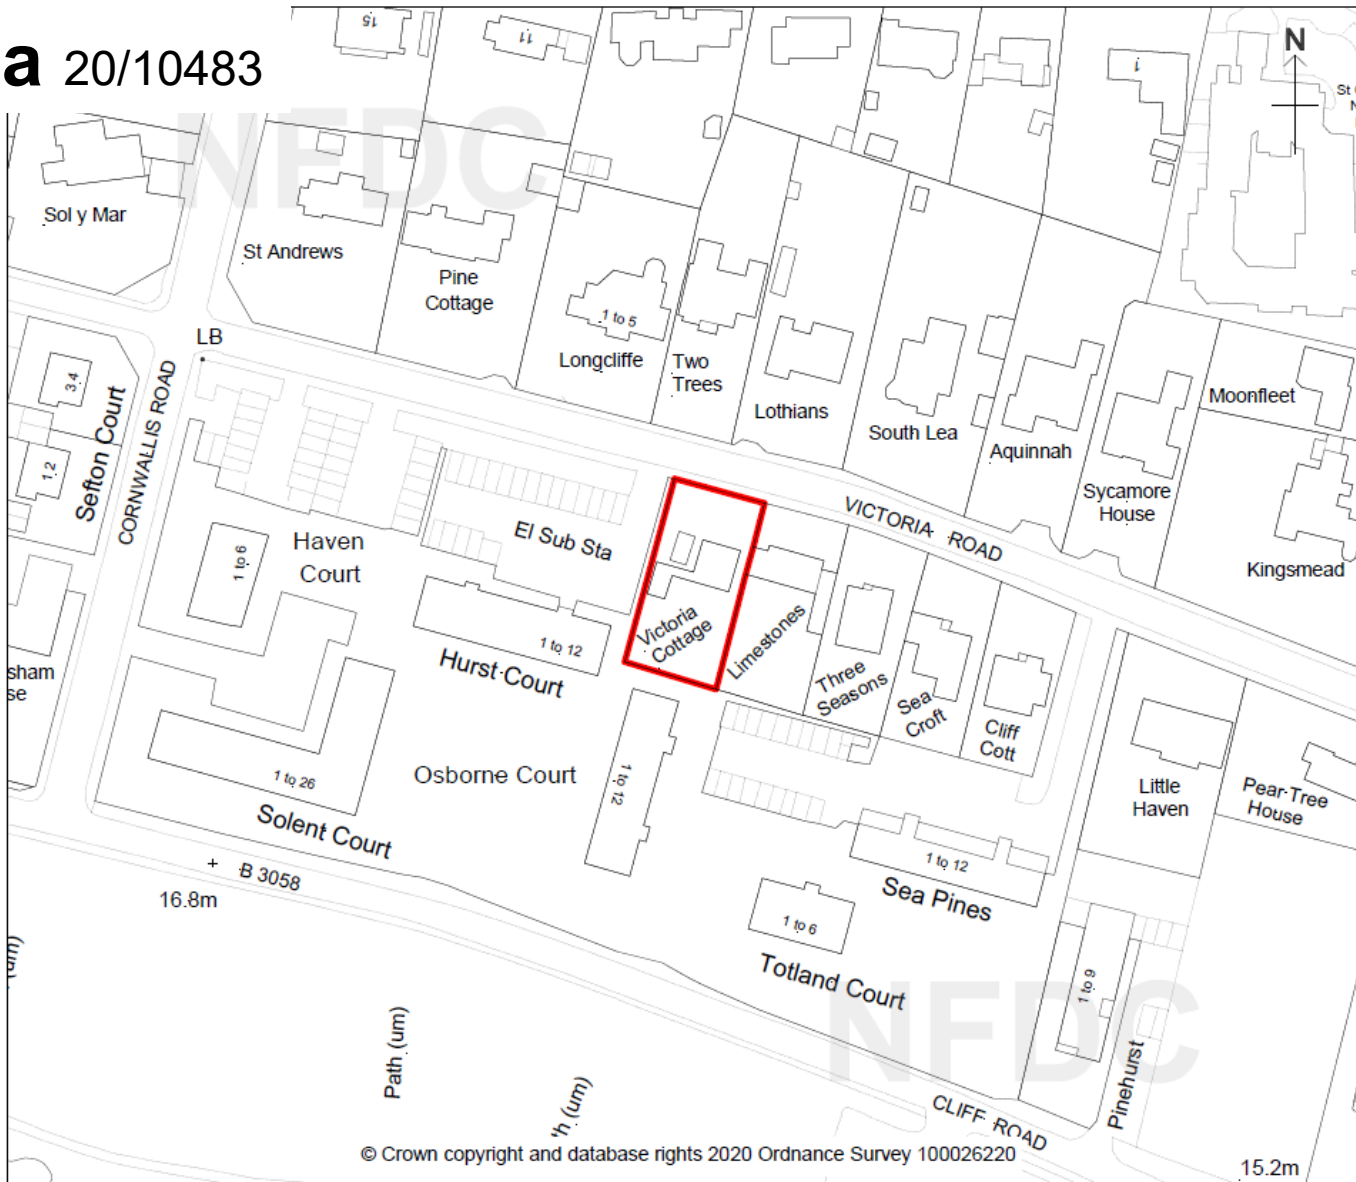 a 20/10483
N
15
11
1
NFDC
Sol y Mar
St Andrews
Pine
Cottage
1 to 5
Longcliffe
Two
Trees
Lothians
South Lea
Aquinnah
Sycamore
House
Moonfleet
Kingsmead
LB
3 4
1 2
Sefton Court
CORNWALLIS ROAD
VICTORIA ROAD
El Sub Sta
Haven
Court
1 to 6
Victoria
Cottage
Limestones
Three
Seasons
Sea
Croft
Cliff
Cott
Little
Haven
Pear Tree
House
1 to 12
Hurst Court
Osborne Court
1 to 12
1 to 26
Solent Court
B 3058
16.8m
1 to 12
Sea Pines
1 to 6
Totland Court
1 to 9
Pinehurst
NFDC
Path (um)
(um)
CLIFF ROAD
© Crown copyright and database rights 2020 Ordnance Survey 100026220
15.2m